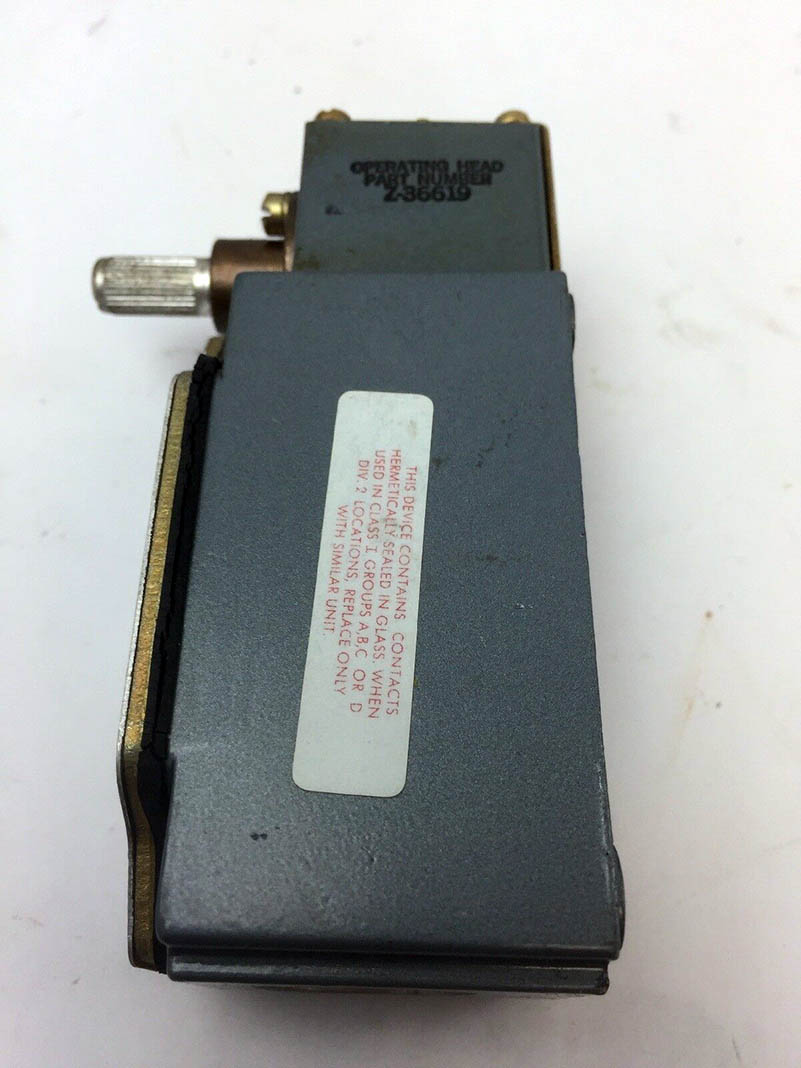 OPERATING HEAD
PART NUMBER
Z-36619
THIS DEVICE CONTAINS CONTACTS
HERMETICALLY SEALED IN GLASS. WHEN
USED IN CLASS I, GROUPS A,B,C OR D
DIV. 2 LOCATIONS, REPLACE ONLY
WITH SIMILAR UNIT.